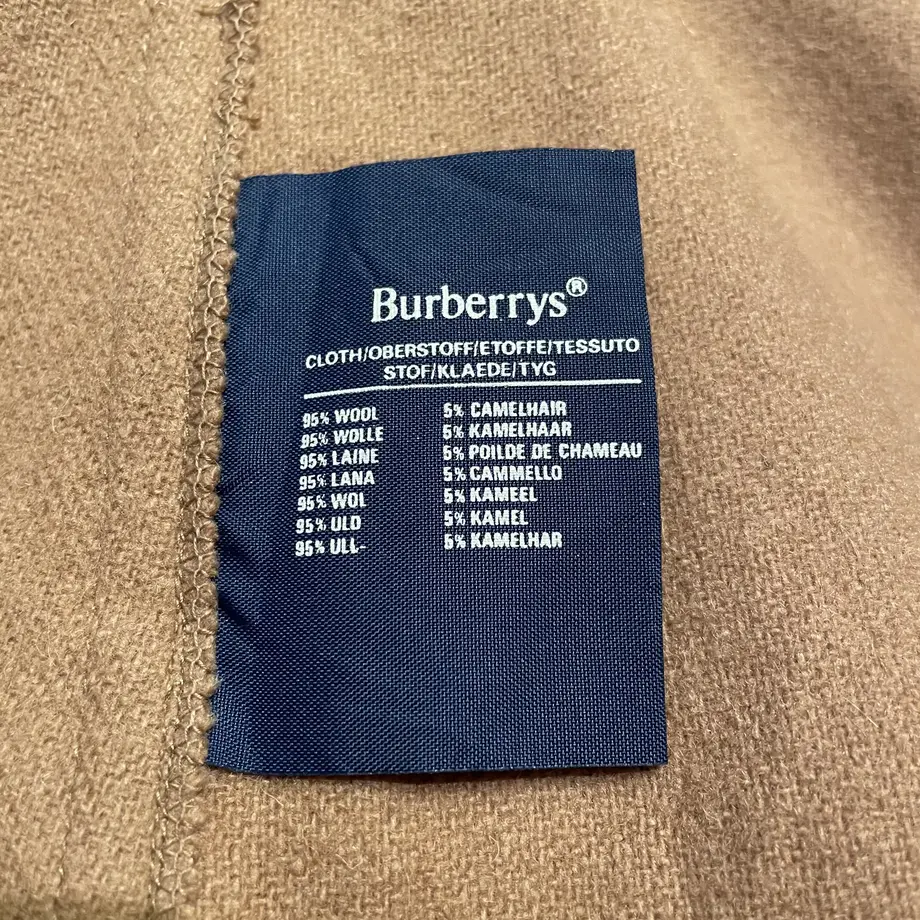 Burberrys®
CLOTH/OBERSTOFF/ETOFFE/TESSUTO
STOF/KLAEDE/TYG
95% WOOL 5% CAMELHAIR
95% WOLLE 5% KAMELHAAR
95% LAINE 5% POILDE DE CHAMEAU
95% LANA 5% CAMMELLO
95% WOL 5% KAMEEL
95% ULD 5% KAMEL
95% ULL- 5% KAMELHAR